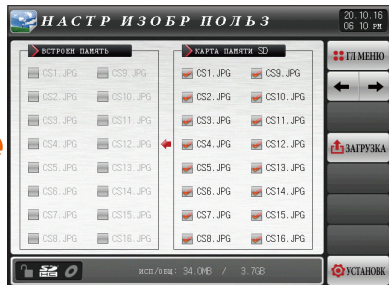 НАСТР ИЗОБР ПОЛЬЗ
20.10.16
06 10 PM
ВСТРОЕН ПАМЯТЬ
CS1.JPG CS9.JPG
CS2.JPG CS10.JPG
CS3.JPG CS11.JPG
CS4.JPG CS12.JPG
CS5.JPG CS13.JPG
CS6.JPG CS14.JPG
CS7.JPG CS15.JPG
CS8.JPG CS16.JPG
КАРТА ПАМЯТИ SD
CS1.JPG CS9.JPG
CS2.JPG CS10.JPG
CS3.JPG CS11.JPG
CS4.JPG CS12.JPG
CS5.JPG CS13.JPG
CS6.JPG CS14.JPG
CS7.JPG CS15.JPG
CS8.JPG CS16.JPG
ГЛ МЕНЮ
ЗАГРУЗКА
УСТАНОВК
исп/общ: 34.0MB / 3.7GB